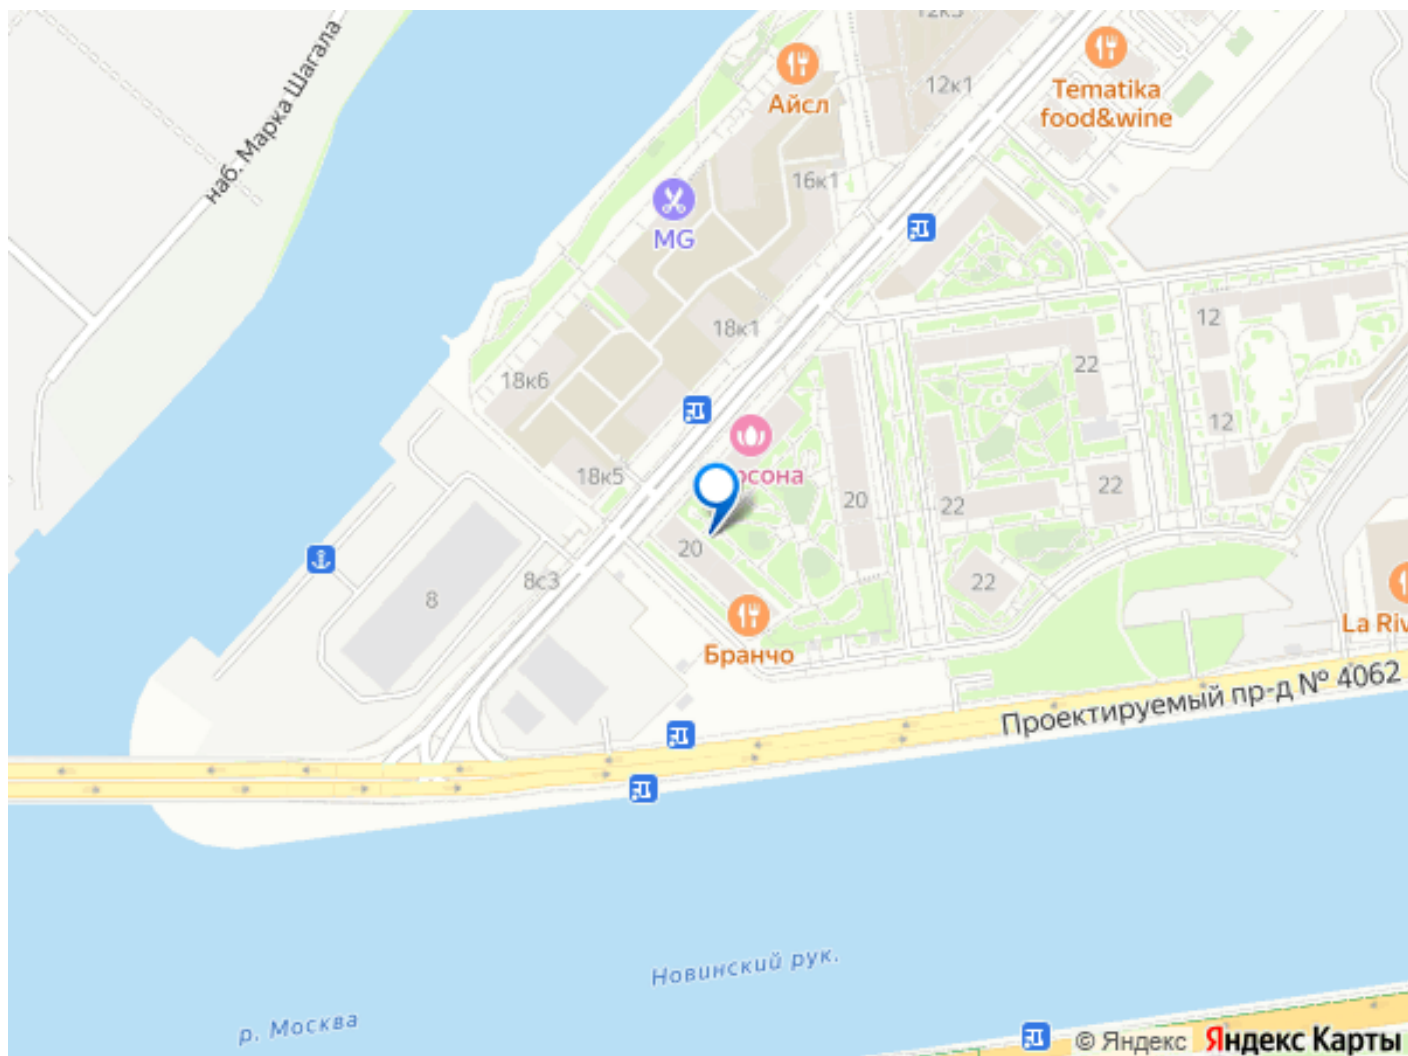 12к3
Айсл
12к1
Tematika
food&wine
наб. Марка Шагала
16к1
MG
18к1
12
22
18к6
12
18к5
20
22
22
20
22
8с3
8
Бранчо
La Riv
Проектируемый пр-д № 4062
Новинский рук.
р. Москва
© Яндекс Яндекс Карты